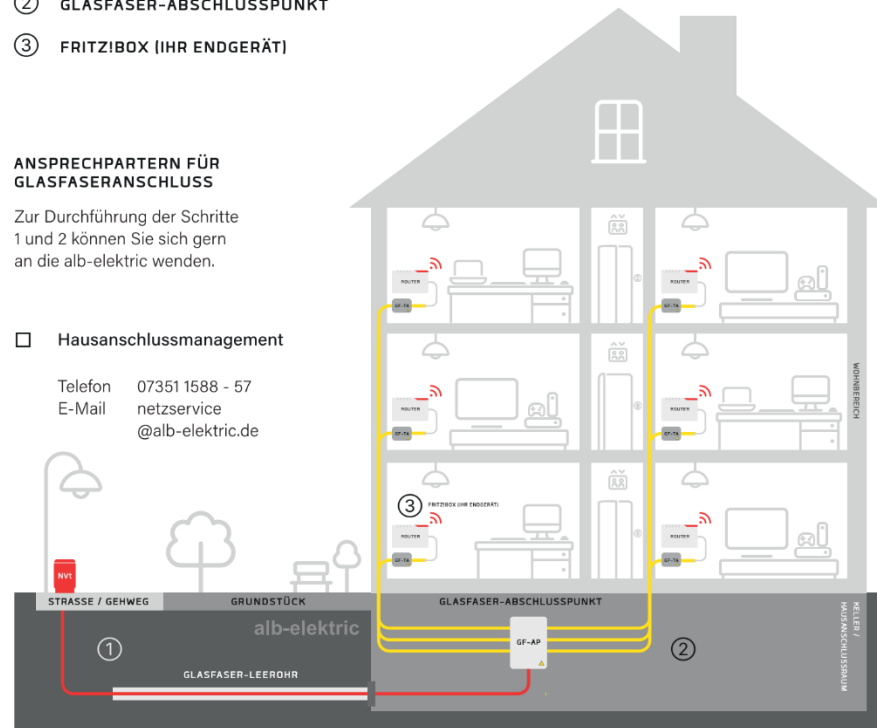 ② GLASFASER-ABSCHLUSSPUNKT
③ FRITZ!BOX (IHR ENDGERÄT)
ANSPRECHPARTERN FÜR
GLASFASERANSCHLUSS
Zur Durchführung der Schritte
1 und 2 können Sie sich gern
an die alb-elektric wenden.
Hausanschlussmanagement
Telefon 07351 1588 - 57
E-Mail netzservice
@alb-elektric.de
ROUTER
GF-TA
ROUTER
GF-TA
ROUTER
GF-TA
ROUTER
GF-TA
WOHNBEREICH
③ FRITZ!BOX (IHR ENDGERÄT)
ROUTER
GF-TA
ROUTER
GF-TA
NVt
STRASSE / GEHWEG
GRUNDSTÜCK
GLASFASER-ABSCHLUSSPUNKT
KELLER /
HAUSANSCHLUSSRAUM
alb-elektric
①
GF-AP
②
GLASFASER-LEEROHR